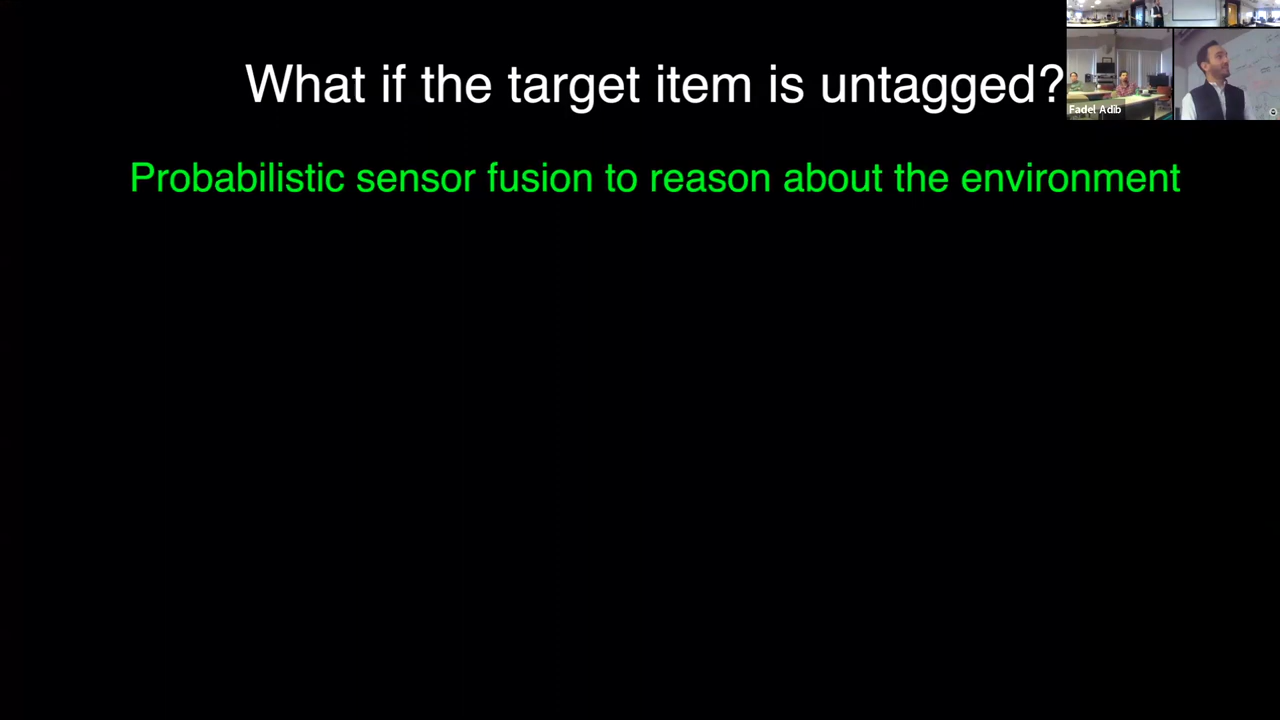 What if the target item is untagged?
Fadel Adib
Probabilistic sensor fusion to reason about the environment